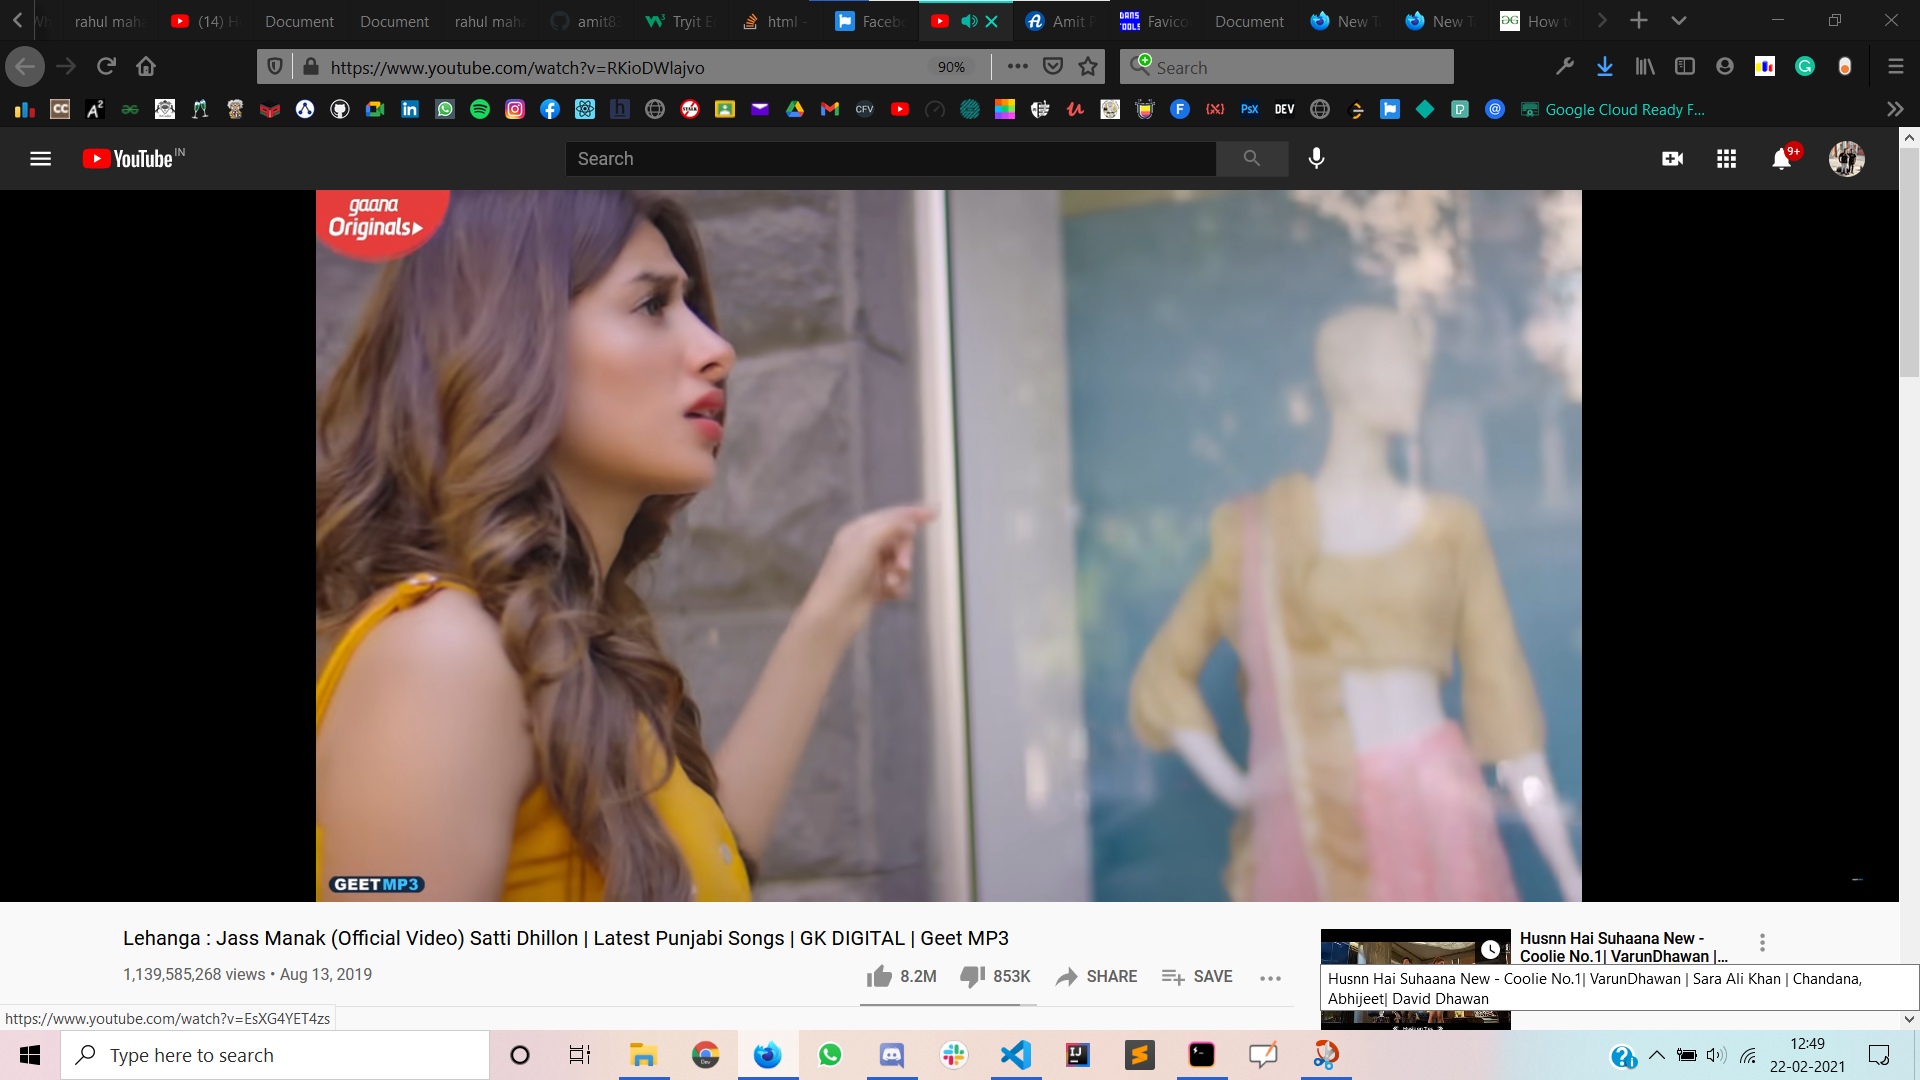 rahul maha
(14) H
Document
Document
rahul maha
amit83
Tryit E
html -
Faceb
Amit P
Favico
Document
New T
New T
How t
https://www.youtube.com/watch?v=RKioDWlajvo
90%
Search
Google Cloud Ready F...
YouTube IN
Search
9+
gaana
Originals
GEETMP3
Lehanga : Jass Manak (Official Video) Satti Dhillon | Latest Punjabi Songs | GK DIGITAL | Geet MP3
1,139,585,268 views • Aug 13, 2019
8.2M
853K
SHARE
SAVE
Husnn Hai Suhaana New -
Coolie No.1| VarunDhawan |...
Husnn Hai Suhaana New - Coolie No.1| VarunDhawan | Sara Ali Khan | Chandana,
Abhijeet| David Dhawan
https://www.youtube.com/watch?v=EsXG4YET4zs
Type here to search
12:49
22-02-2021